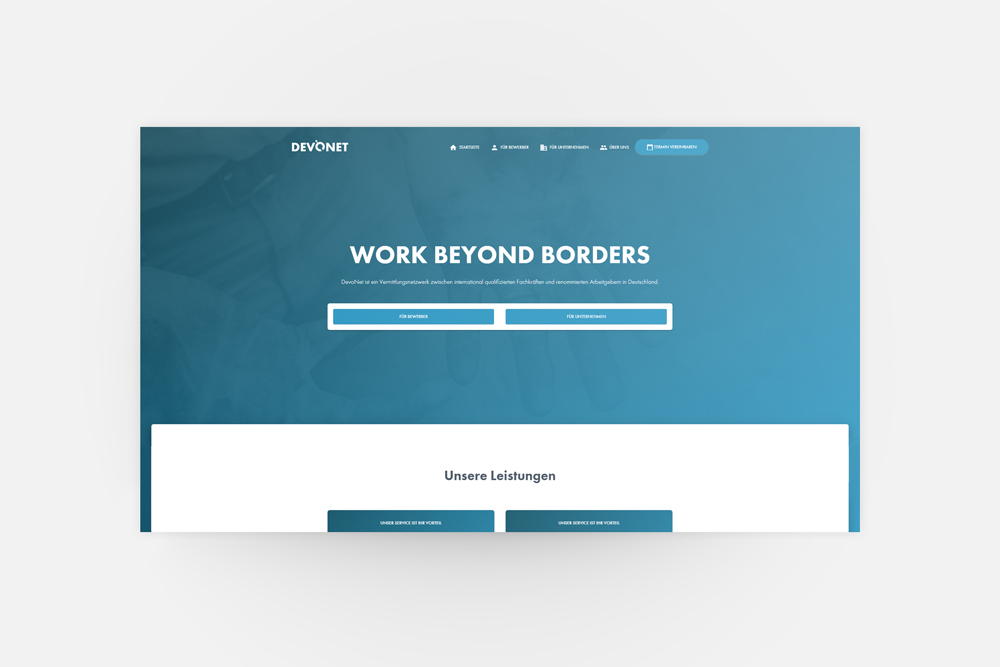 DEVONET
STARTSEITE
FÜR BEWERBER
FÜR UNTERNEHMEN
ÜBER UNS
TERMIN VEREINBAREN
WORK BEYOND BORDERS
DevoNet ist ein Vermittlungsnetzwerk zwischen international qualifizierten Fachkräften und renommierten Arbeitgebern in Deutschland.
FÜR BEWERBER
FÜR UNTERNEHMEN
Unsere Leistungen
UNSER SERVICE IST IHR VORTEIL
UNSER SERVICE IST IHR VORTEIL